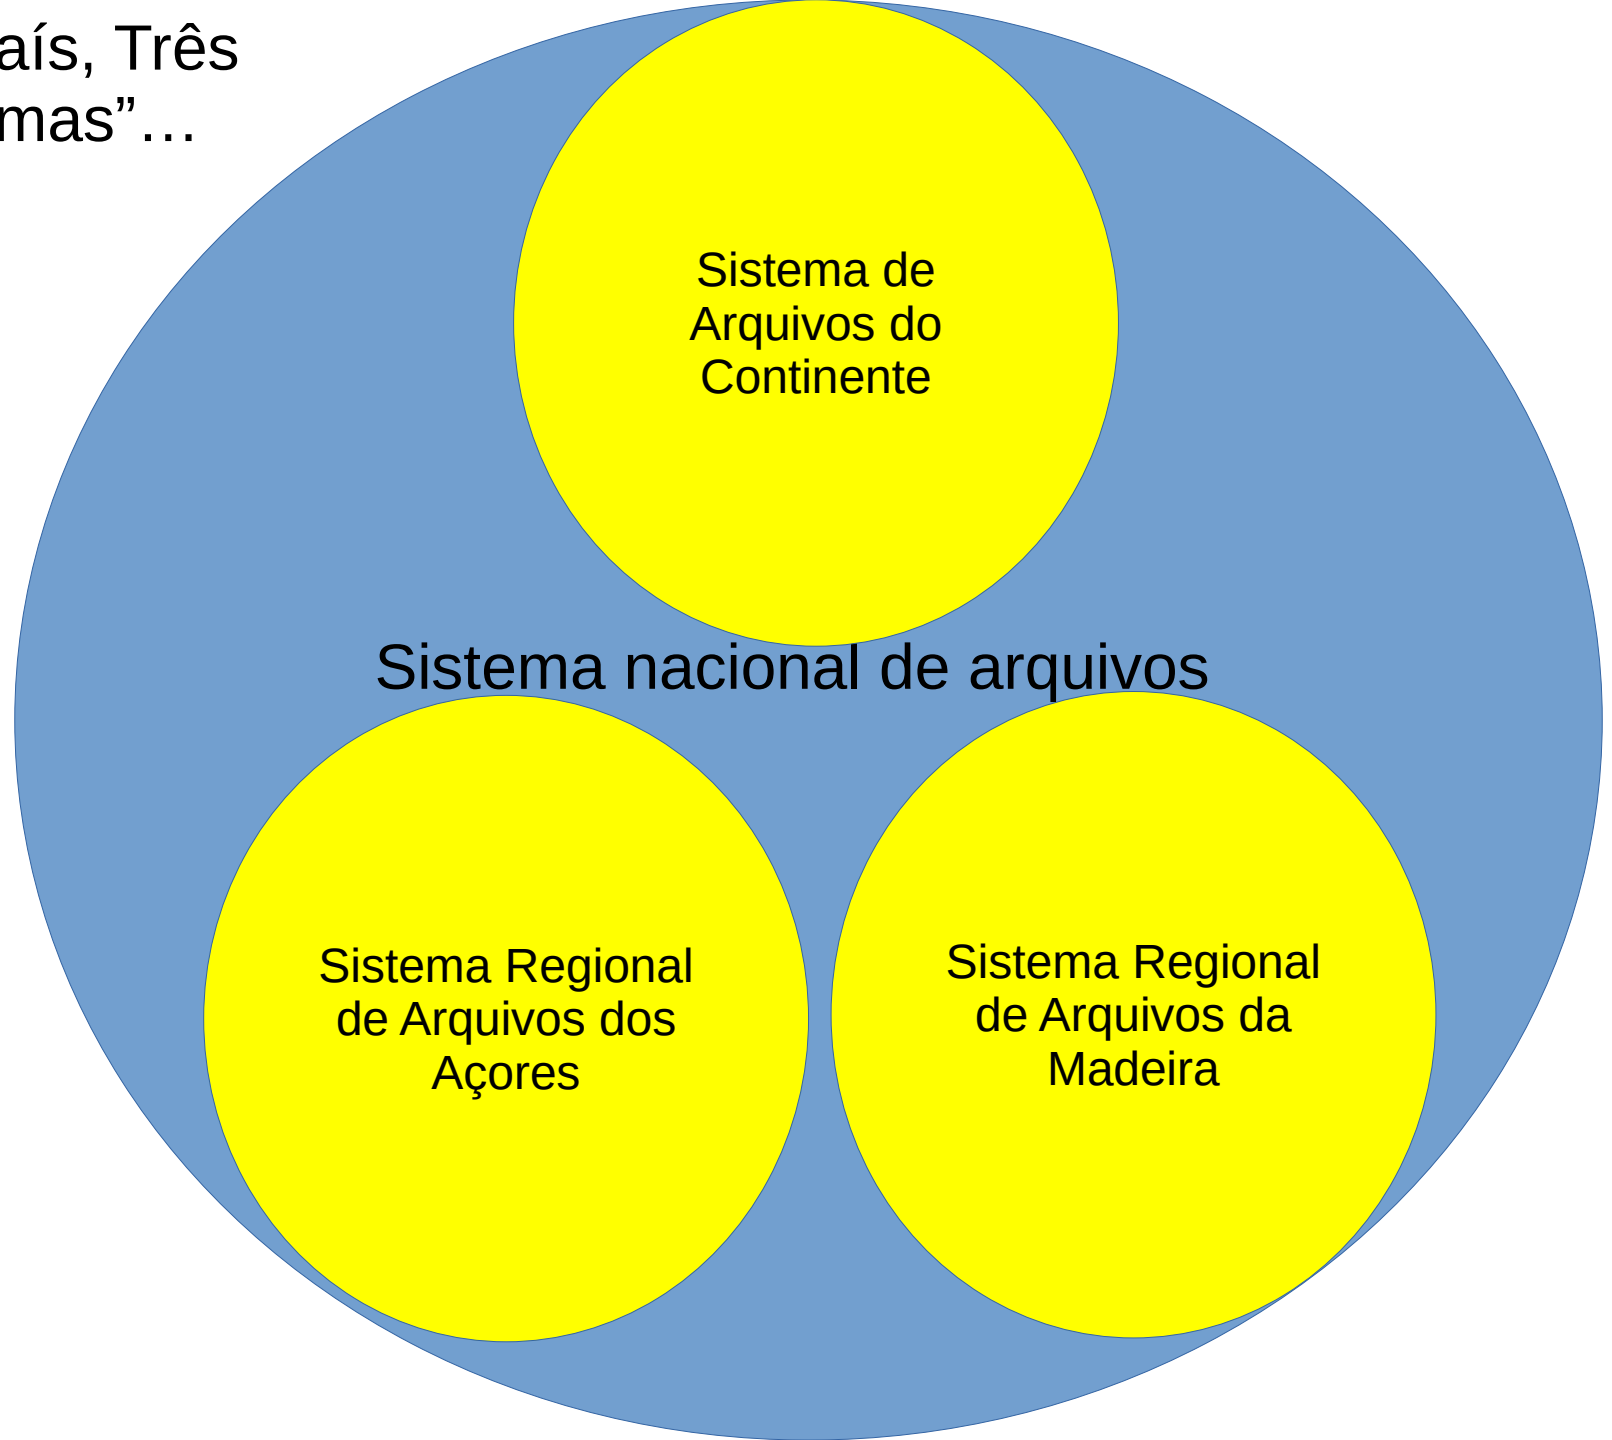 aís, Três
mas”…
Sistema de
Arquivos do
Continente
Sistema nacional de arquivos
Sistema Regional
de Arquivos dos
Açores
Sistema Regional
de Arquivos da
Madeira